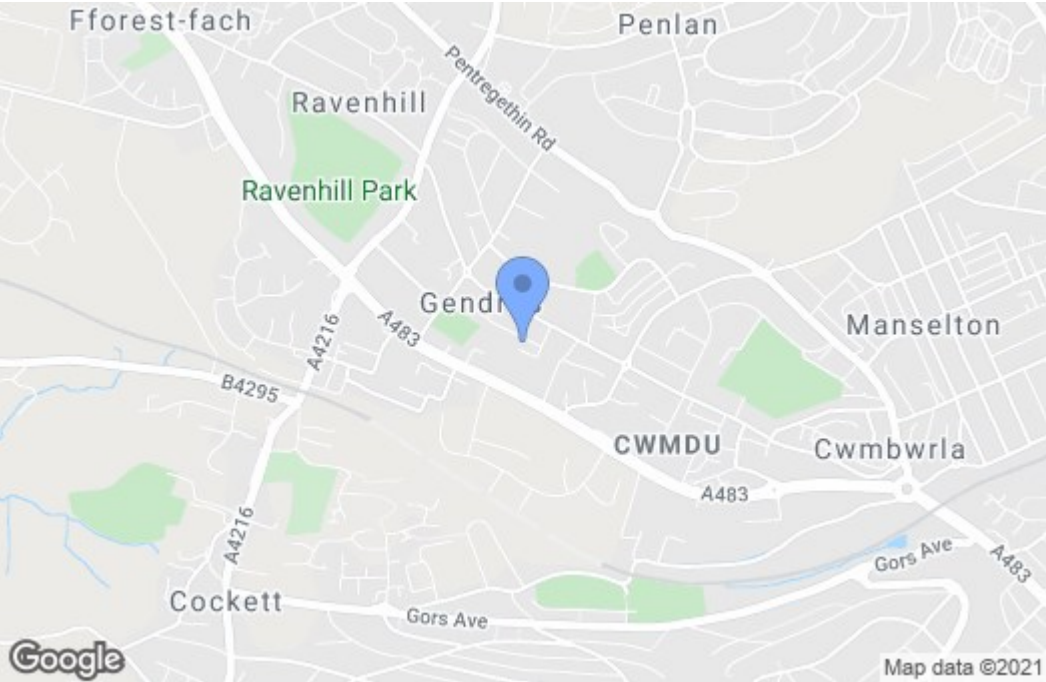 Fforest-fach
Penlan
Pentregethin Rd
Ravenhill
Ravenhill Park
A4216
A483
Manselton
B4295
CWMDU
Cwmbwrla
A483
A4216
Gors Ave
A483
Cockett
Gors Ave
Google
Map data ©2021